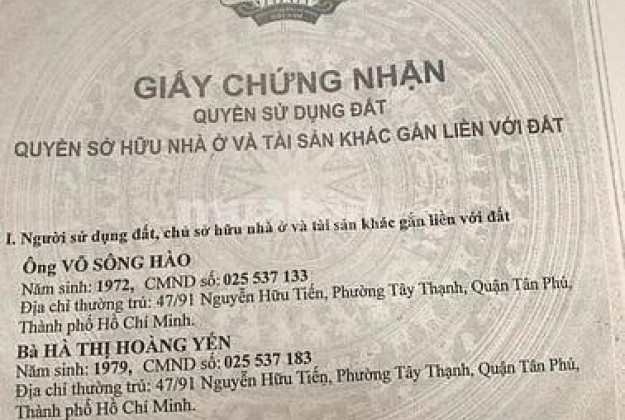 GIẤY CHỨNG NHẬN
QUYỀN SỬ DỤNG ĐẤT
QUYỀN SỞ HỮU NHÀ Ở VÀ TÀI SẢN KHÁC GẮN LIỀN VỚI ĐẤT
I. Người sử dụng đất, chủ sở hữu nhà ở và tài sản khác gắn liền với đất
Ông VÕ SÔNG HÀO
Năm sinh: 1972, CMND số: 025 537 133
Địa chỉ thường trú: 47/91 Nguyễn Hữu Tiến, Phường Tây Thạnh, Quận Tân Phú,
Thành phố Hồ Chí Minh.
Bà HÀ THỊ HOÀNG YẾN
Năm sinh: 1979, CMND số: 025 537 183
Địa chỉ thường trú: 47/91 Nguyễn Hữu Tiến, Phường Tây Thạnh, Quận Tân Phú,
Thành phố Hồ Chí Minh.